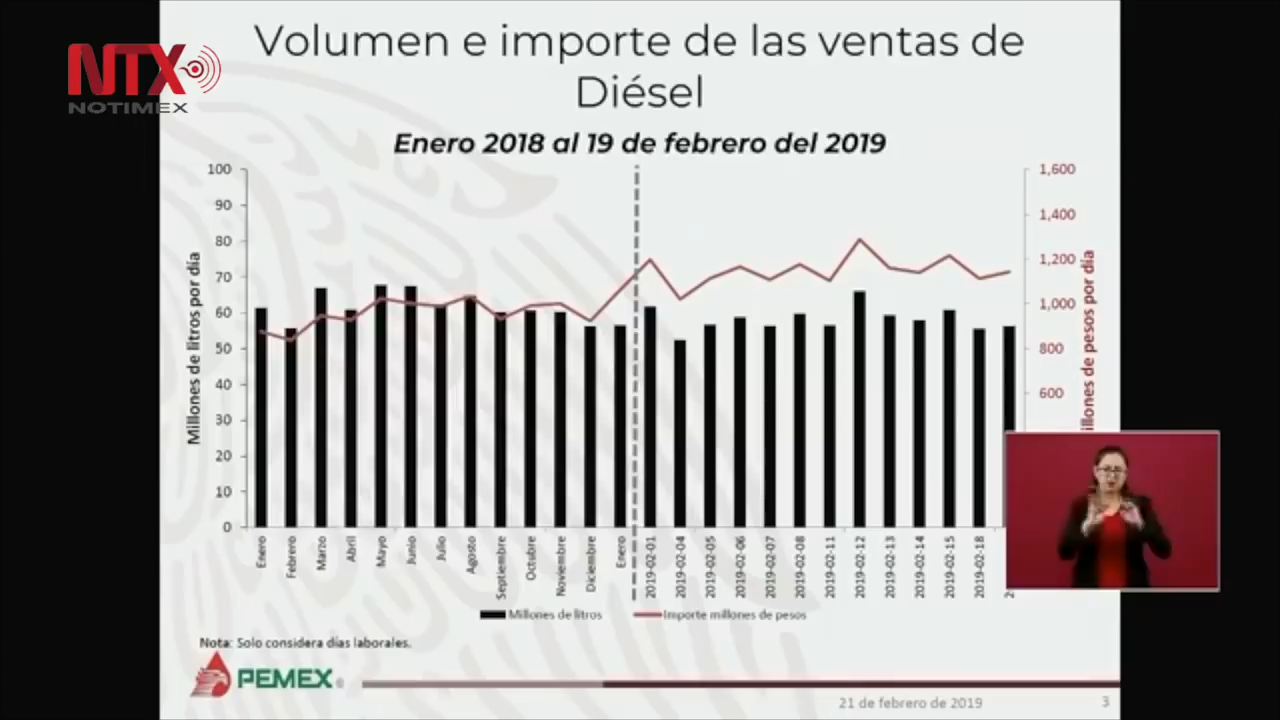 NTX
NOTIMEX
Volumen e importe de las ventas de
Diésel
Enero 2018 al 19 de febrero del 2019
Millones de litros por día
100
90
80
70
60
50
40
30
20
10
0
1,600
1,400
1,200
1,000
800
600
de pesos por día
Enero
Febrero
Marzo
Abril
Mayo
Junio
Julio
Agosto
Septiembre
Octubre
Noviembre
Diciembre
Enero
2019-02-01
2019-02-04
2019-02-05
2019-02-06
2019-02-07
2019-02-08
2019-02-11
2019-02-12
2019-02-13
2019-02-14
2019-02-15
2019-02-18
Millones de litros
Importe millones de pesos
Nota: Solo considera días laborales.
PEMEX
21 de febrero de 2019
3